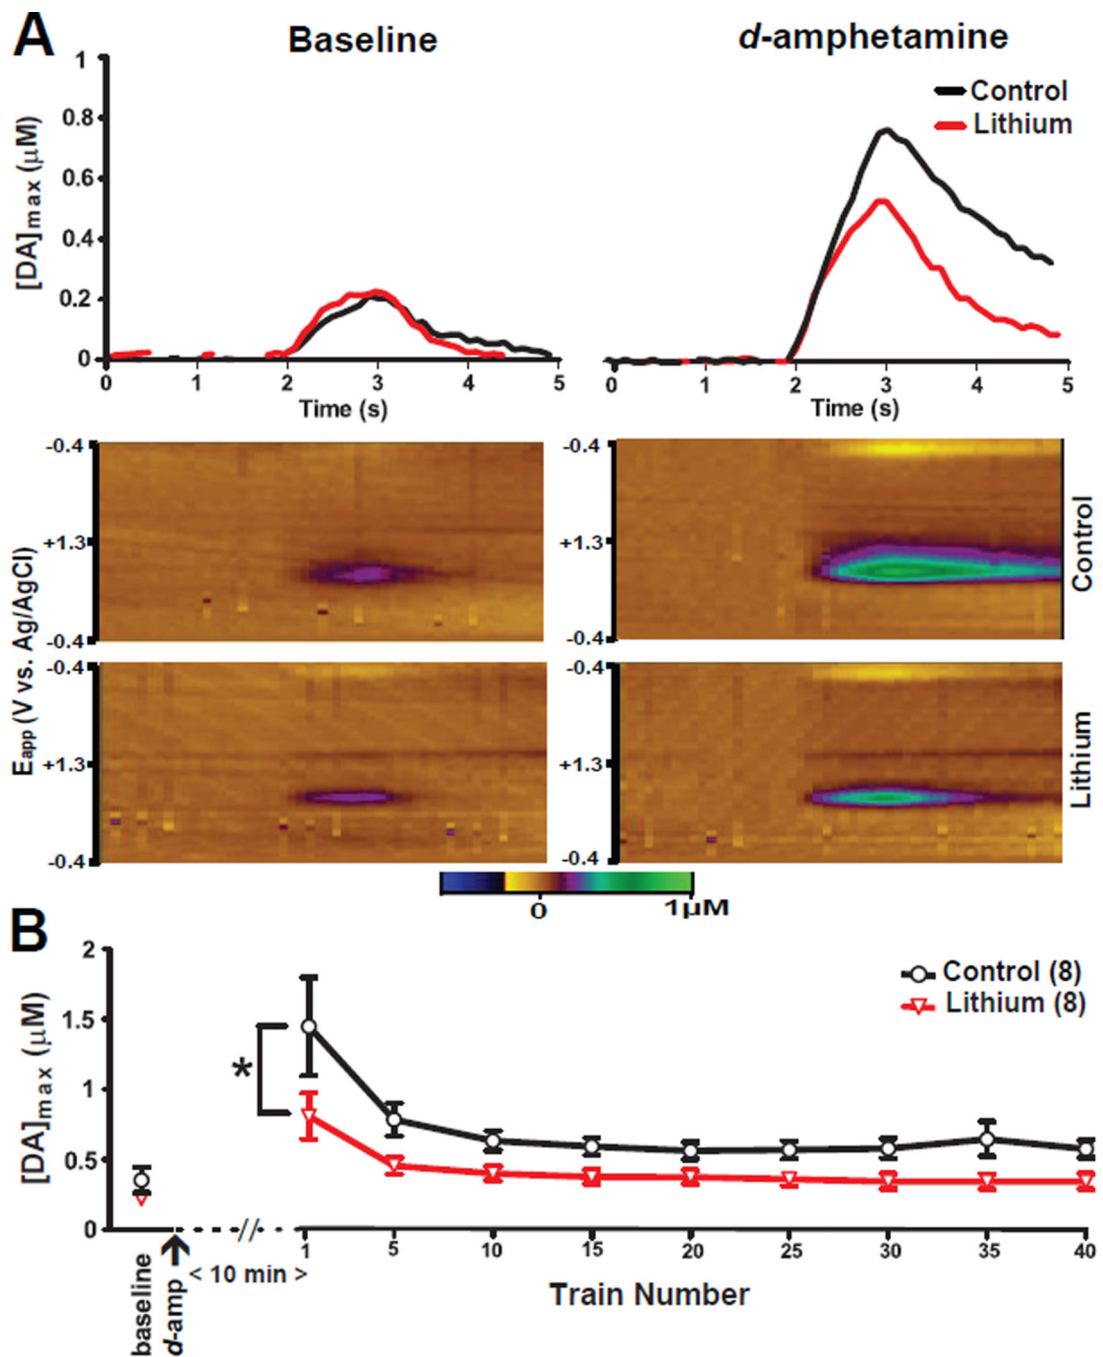 A
Baseline
d-amphetamine
Control
Lithium
[DA]max (µM)
1
0.8
0.6
0.4
0.2
0
0 1 2 3 4 5
Time (s)
0 1 2 3 4 5
Time (s)
Eapp (V vs. Ag/AgCl)
-0.4
+1.3
-0.4
-0.4
+1.3
-0.4
Control
-0.4
+1.3
-0.4
-0.4
+1.3
-0.4
Lithium
0
1µM
B
Control (8)
Lithium (8)
[DA]max (µM)
2
1.5
1
0.5
0
*
//
1 5 10 15 20 25 30 35 40
baseline
d-amp
< 10 min >
Train Number